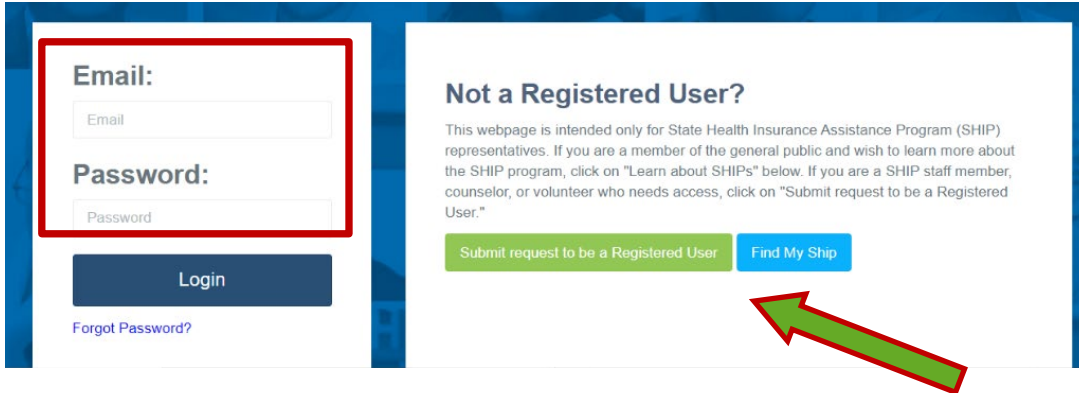 Email:
Email
Password:
Password
Login
Forgot Password?
Not a Registered User?
This webpage is intended only for State Health Insurance Assistance Program (SHIP)
representatives. If you are a member of the general public and wish to learn more about
the SHIP program, click on "Learn about SHIPs" below. If you are a SHIP staff member,
counselor, or volunteer who needs access, click on "Submit request to be a Registered
User."
Submit request to be a Registered User
Find My Ship